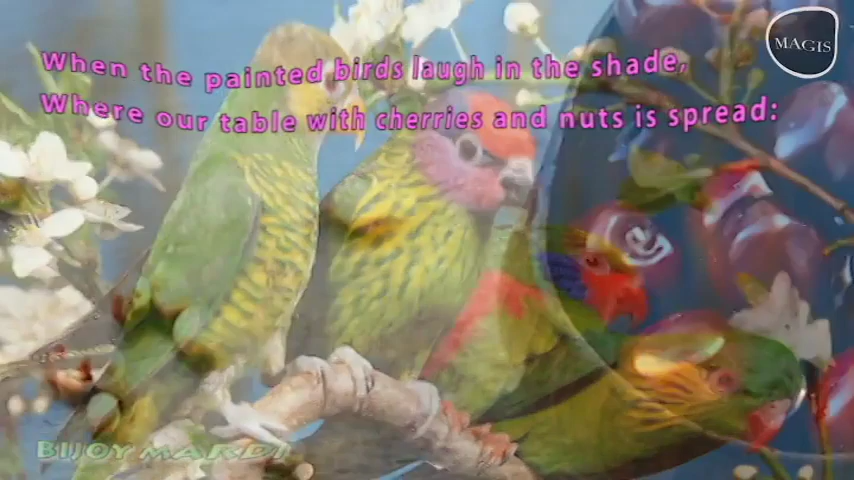 MAGIS
When the painted birds laugh in the shade,
Where our table with cherries and nuts is spread:
BIJOY MARDI